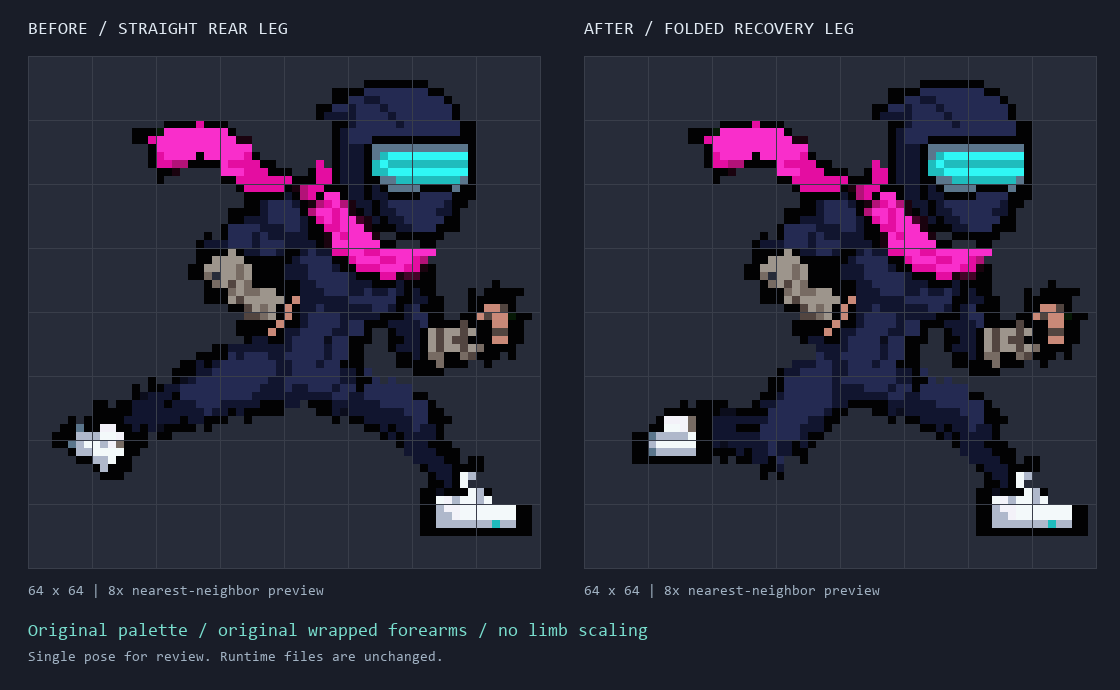 BEFORE / STRAIGHT REAR LEG
AFTER / FOLDED RECOVERY LEG
64 x 64 | 8x nearest-neighbor preview
64 x 64 | 8x nearest-neighbor preview
Original palette / original wrapped forearms / no limb scaling
Single pose for review. Runtime files are unchanged.